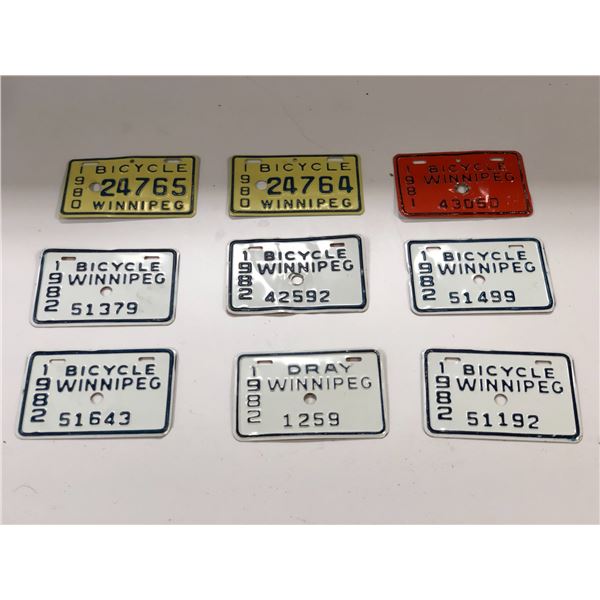 1980 BICYCLE
24765
WINNIPEG
1980 BICYCLE
24764
WINNIPEG
1981 BICYCLE
WINNIPEG
43050
1982 BICYCLE
WINNIPEG
51379
1982 BICYCLE
WINNIPEG
42592
1982 BICYCLE
WINNIPEG
51499
1982 BICYCLE
WINNIPEG
51643
1982 DRAY
WINNIPEG
1259
1982 BICYCLE
WINNIPEG
51192